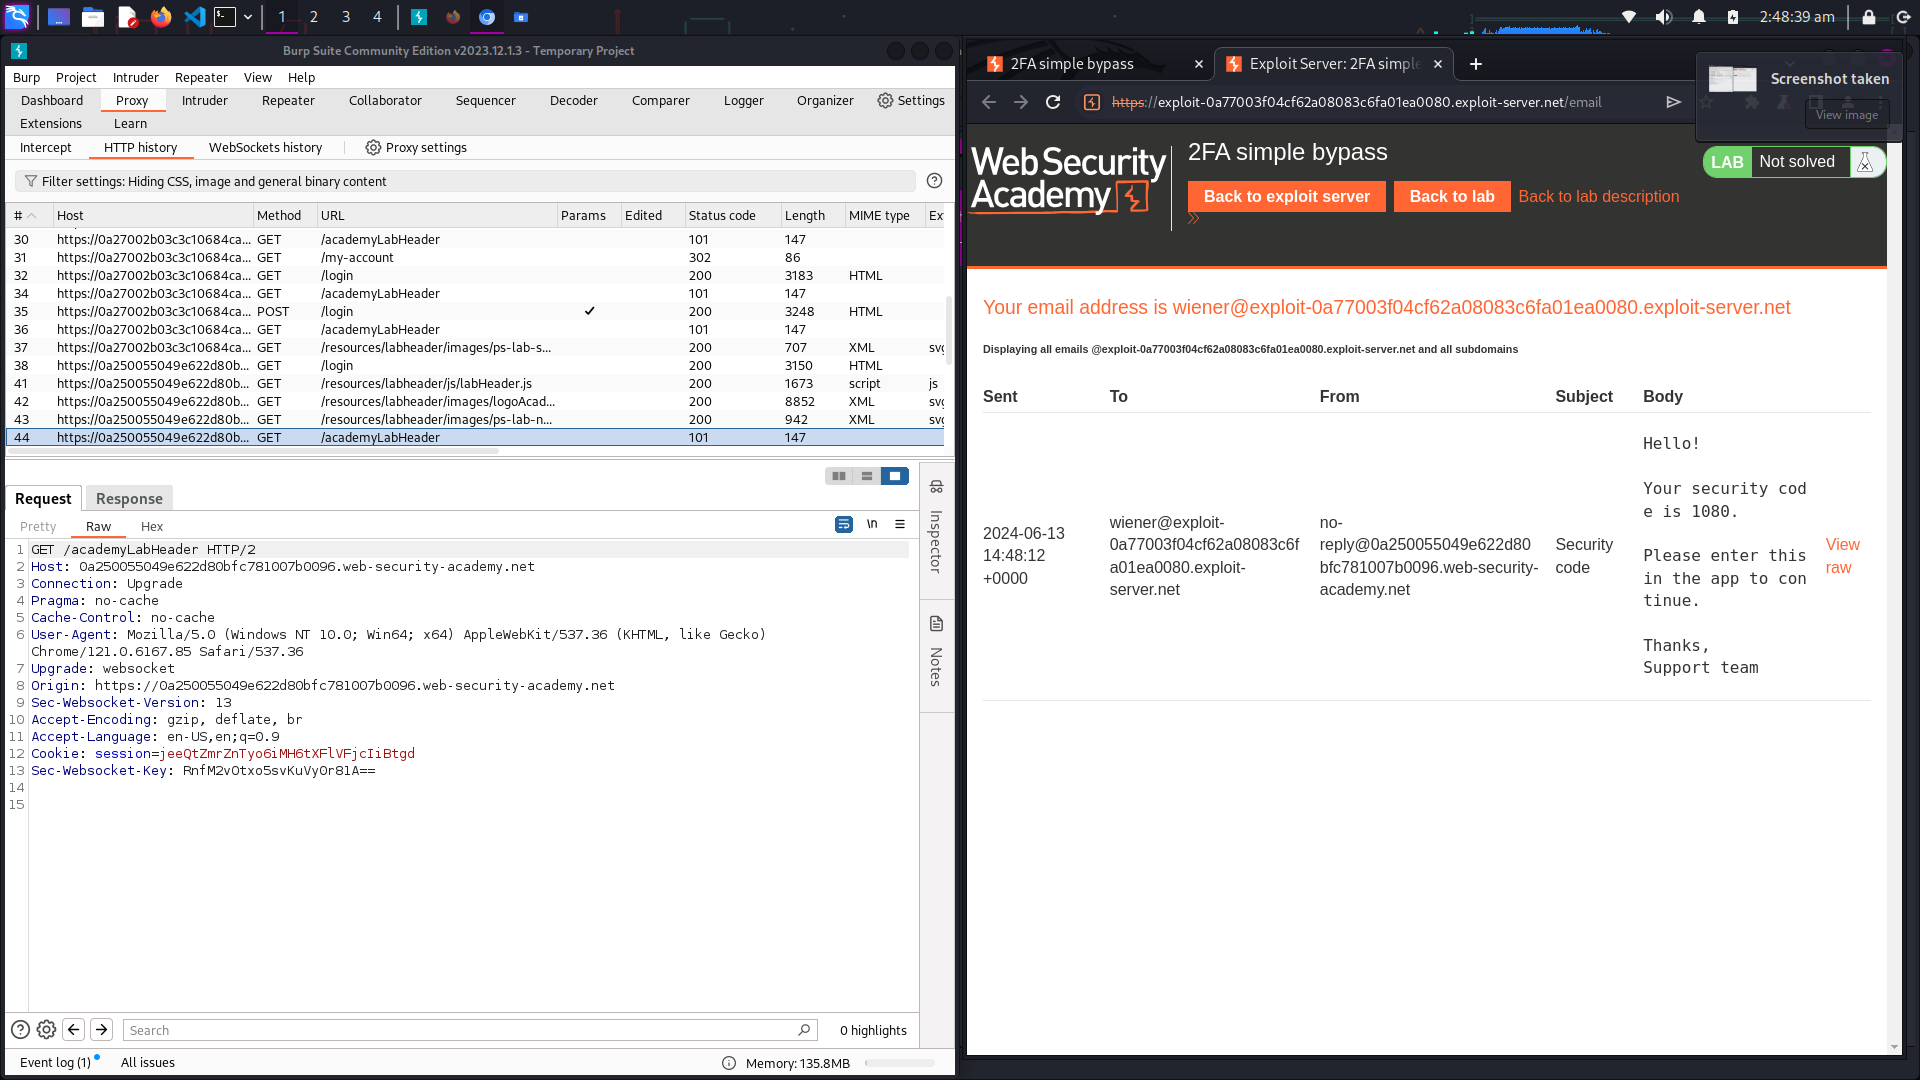 1 2 3 4
2:48:39 am
Burp Suite Community Edition v2023.12.1.3 - Temporary Project
Burp Project Intruder Repeater View Help
Dashboard Proxy Intruder Repeater Collaborator Sequencer Decoder Comparer Logger Organizer Settings
Extensions Learn
Intercept HTTP history WebSockets history Proxy settings
Filter settings: Hiding CSS, image and general binary content
# Host Method URL Params Edited Status code Length MIME type Ex
30 https://0a27002b03c3c10684ca... GET /academyLabHeader 101 147
31 https://0a27002b03c3c10684ca... GET /my-account 302 86
32 https://0a27002b03c3c10684ca... GET /login 200 3183 HTML
34 https://0a27002b03c3c10684ca... GET /academyLabHeader 101 147
35 https://0a27002b03c3c10684ca... POST /login ✓ 200 3248 HTML
36 https://0a27002b03c3c10684ca... GET /academyLabHeader 101 147
37 https://0a27002b03c3c10684ca... GET /resources/labheader/images/ps-lab-s... 200 707 XML svg
38 https://0a250055049e622d80b... GET /login 200 3150 HTML
41 https://0a250055049e622d80b... GET /resources/labheader/js/labHeader.js 200 1673 script js
42 https://0a250055049e622d80b... GET /resources/labheader/images/logoAcad... 200 8852 XML svg
43 https://0a250055049e622d80b... GET /resources/labheader/images/ps-lab-n... 200 942 XML svg
44 https://0a250055049e622d80b... GET /academyLabHeader 101 147
Request Response
Pretty Raw Hex \n
1 GET /academyLabHeader HTTP/2
2 Host: 0a250055049e622d80bfc781007b0096.web-security-academy.net
3 Connection: Upgrade
4 Pragma: no-cache
5 Cache-Control: no-cache
6 User-Agent: Mozilla/5.0 (Windows NT 10.0; Win64; x64) AppleWebKit/537.36 (KHTML, like Gecko)
Chrome/121.0.6167.85 Safari/537.36
7 Upgrade: websocket
8 Origin: https://0a250055049e622d80bfc781007b0096.web-security-academy.net
9 Sec-Websocket-Version: 13
10 Accept-Encoding: gzip, deflate, br
11 Accept-Language: en-US,en;q=0.9
12 Cookie: session=jeeQtZmrZnTyo6iMH6tXFlVFjcIiBtgd
13 Sec-Websocket-Key: RnfM2vOtxo5svKuVy0r81A==
14
15
Inspector
Notes
Search 0 highlights
Event log (1) All issues Memory: 135.8MB
2FA simple bypass
Exploit Server: 2FA simple
https://exploit-0a77003f04cf62a08083c6fa01ea0080.exploit-server.net/email
Screenshot taken
View image
Web Security
Academy
2FA simple bypass
Back to exploit server Back to lab Back to lab description
LAB Not solved
Your email address is wiener@exploit-0a77003f04cf62a08083c6fa01ea0080.exploit-server.net
Displaying all emails @exploit-0a77003f04cf62a08083c6fa01ea0080.exploit-server.net and all subdomains
Sent To From Subject Body
2024-06-13
14:48:12
+0000
wiener@exploit-
0a77003f04cf62a08083c6f
a01ea0080.exploit-
server.net
no-
reply@0a250055049e622d80
bfc781007b0096.web-security-
academy.net
Security
code
Hello!
Your security cod
e is 1080.
Please enter this
in the app to con
tinue.
Thanks,
Support team
View
raw